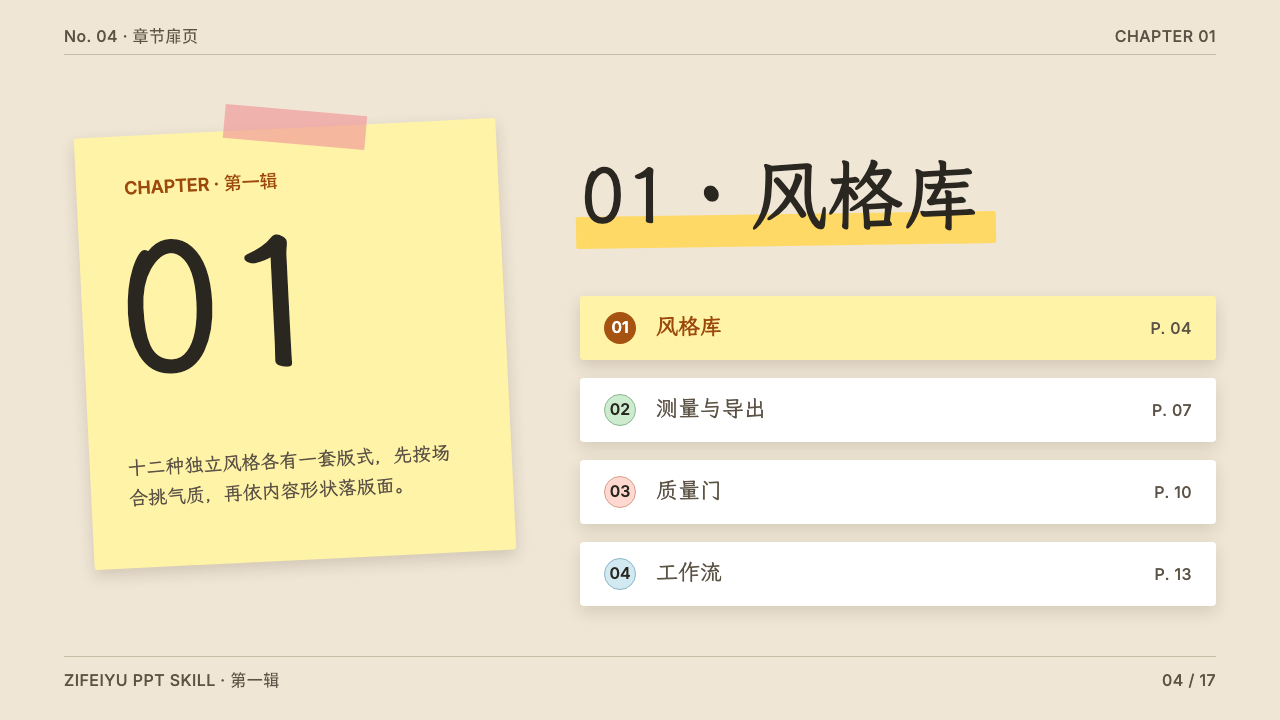 No. 04 · 章节扉页
CHAPTER 01
CHAPTER · 第一辑
01
十二种独立风格各有一套版式，先按场
合挑气质，再依内容形状落版面。
01 · 风格库
01 风格库 P. 04
02 测量与导出 P. 07
03 质量门 P. 10
04 工作流 P. 13
ZIFEIYU PPT SKILL · 第一辑
04 / 17